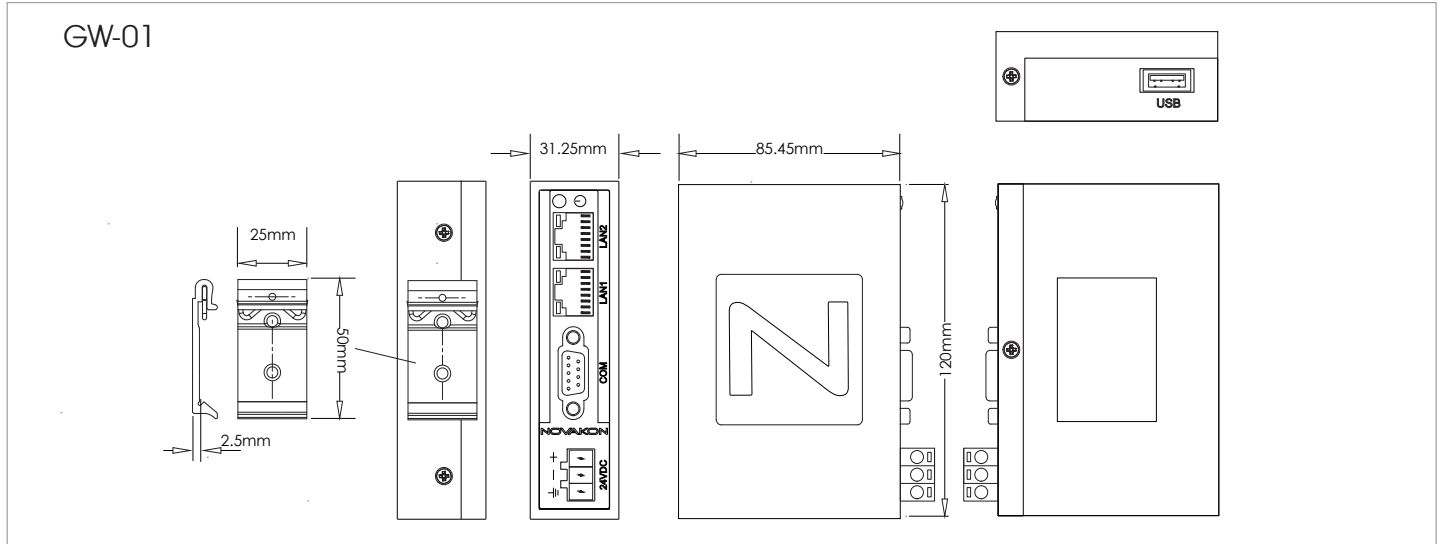 GW-01
USB
31.25mm
85.45mm
25mm
50mm
2.5mm
LAN2
LAN1
COM
NOVAKON
+
−
24VDC
120mm
N